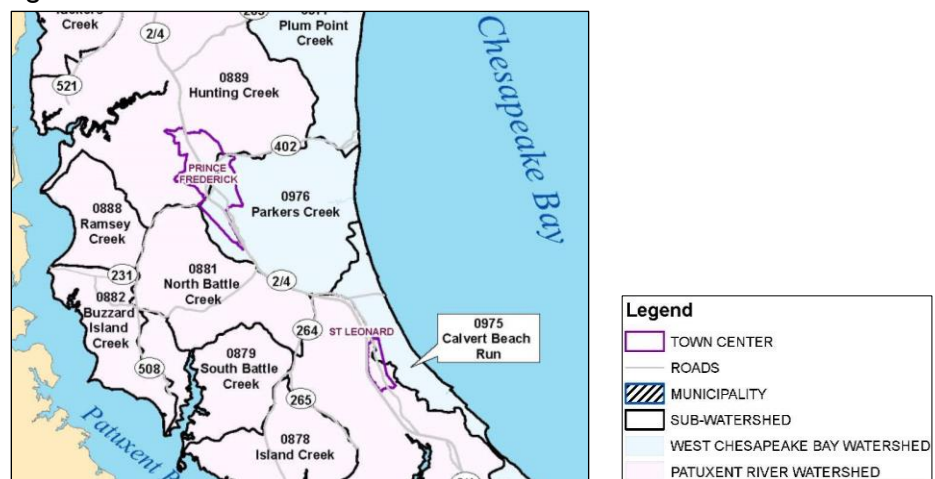 Creek
2/4
Plum Point
Creek
521
0889
Hunting Creek
402
PRINCE
FREDERICK
0976
Parkers Creek
0888
Ramsey
Creek
231
0881
North Battle
Creek
2/4
0882
Buzzard
Island
Creek
264
ST LEONARD
0975
Calvert Beach
Run
508
0879
South Battle
Creek
265
0878
Island Creek
Chesapeake Bay
Patuxent
Legend
TOWN CENTER
ROADS
MUNICIPALITY
SUB-WATERSHED
WEST CHESAPEAKE BAY WATERSHED
PATUXENT RIVER WATERSHED